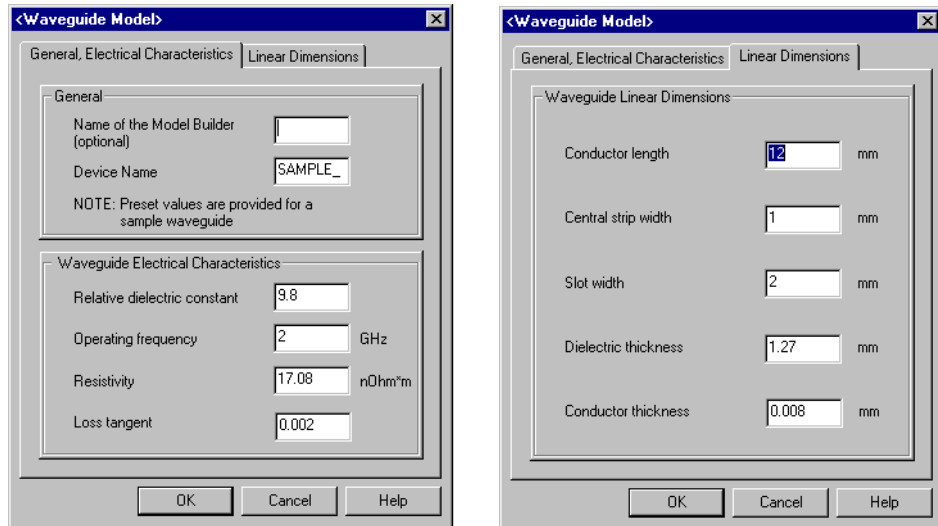 <Waveguide Model>
General, Electrical Characteristics
Linear Dimensions
General
Name of the Model Builder
(optional)
Device Name
SAMPLE_
NOTE: Preset values are provided for a
sample waveguide
Waveguide Electrical Characteristics
Relative dielectric constant
9.8
Operating frequency
2
GHz
Resistivity
17.08
nOhm*m
Loss tangent
0.002
OK
Cancel
Help
<Waveguide Model>
General, Electrical Characteristics
Linear Dimensions
Waveguide Linear Dimensions
Conductor length
12
mm
Central strip width
1
mm
Slot width
2
mm
Dielectric thickness
1.27
mm
Conductor thickness
0.008
mm
OK
Cancel
Help